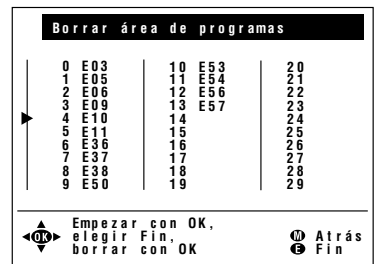 Borrar área de programas
0 E03 10 E53 20
1 E05 11 E54 21
2 E06 12 E56 22
3 E09 13 E57 23
4 E10 14 24
5 E11 15 25
6 E36 16 26
7 E37 17 27
8 E38 18 28
9 E50 19 29
Empezar con OK,
OK elegir Fin, M Atrás
borrar con OK E Fin